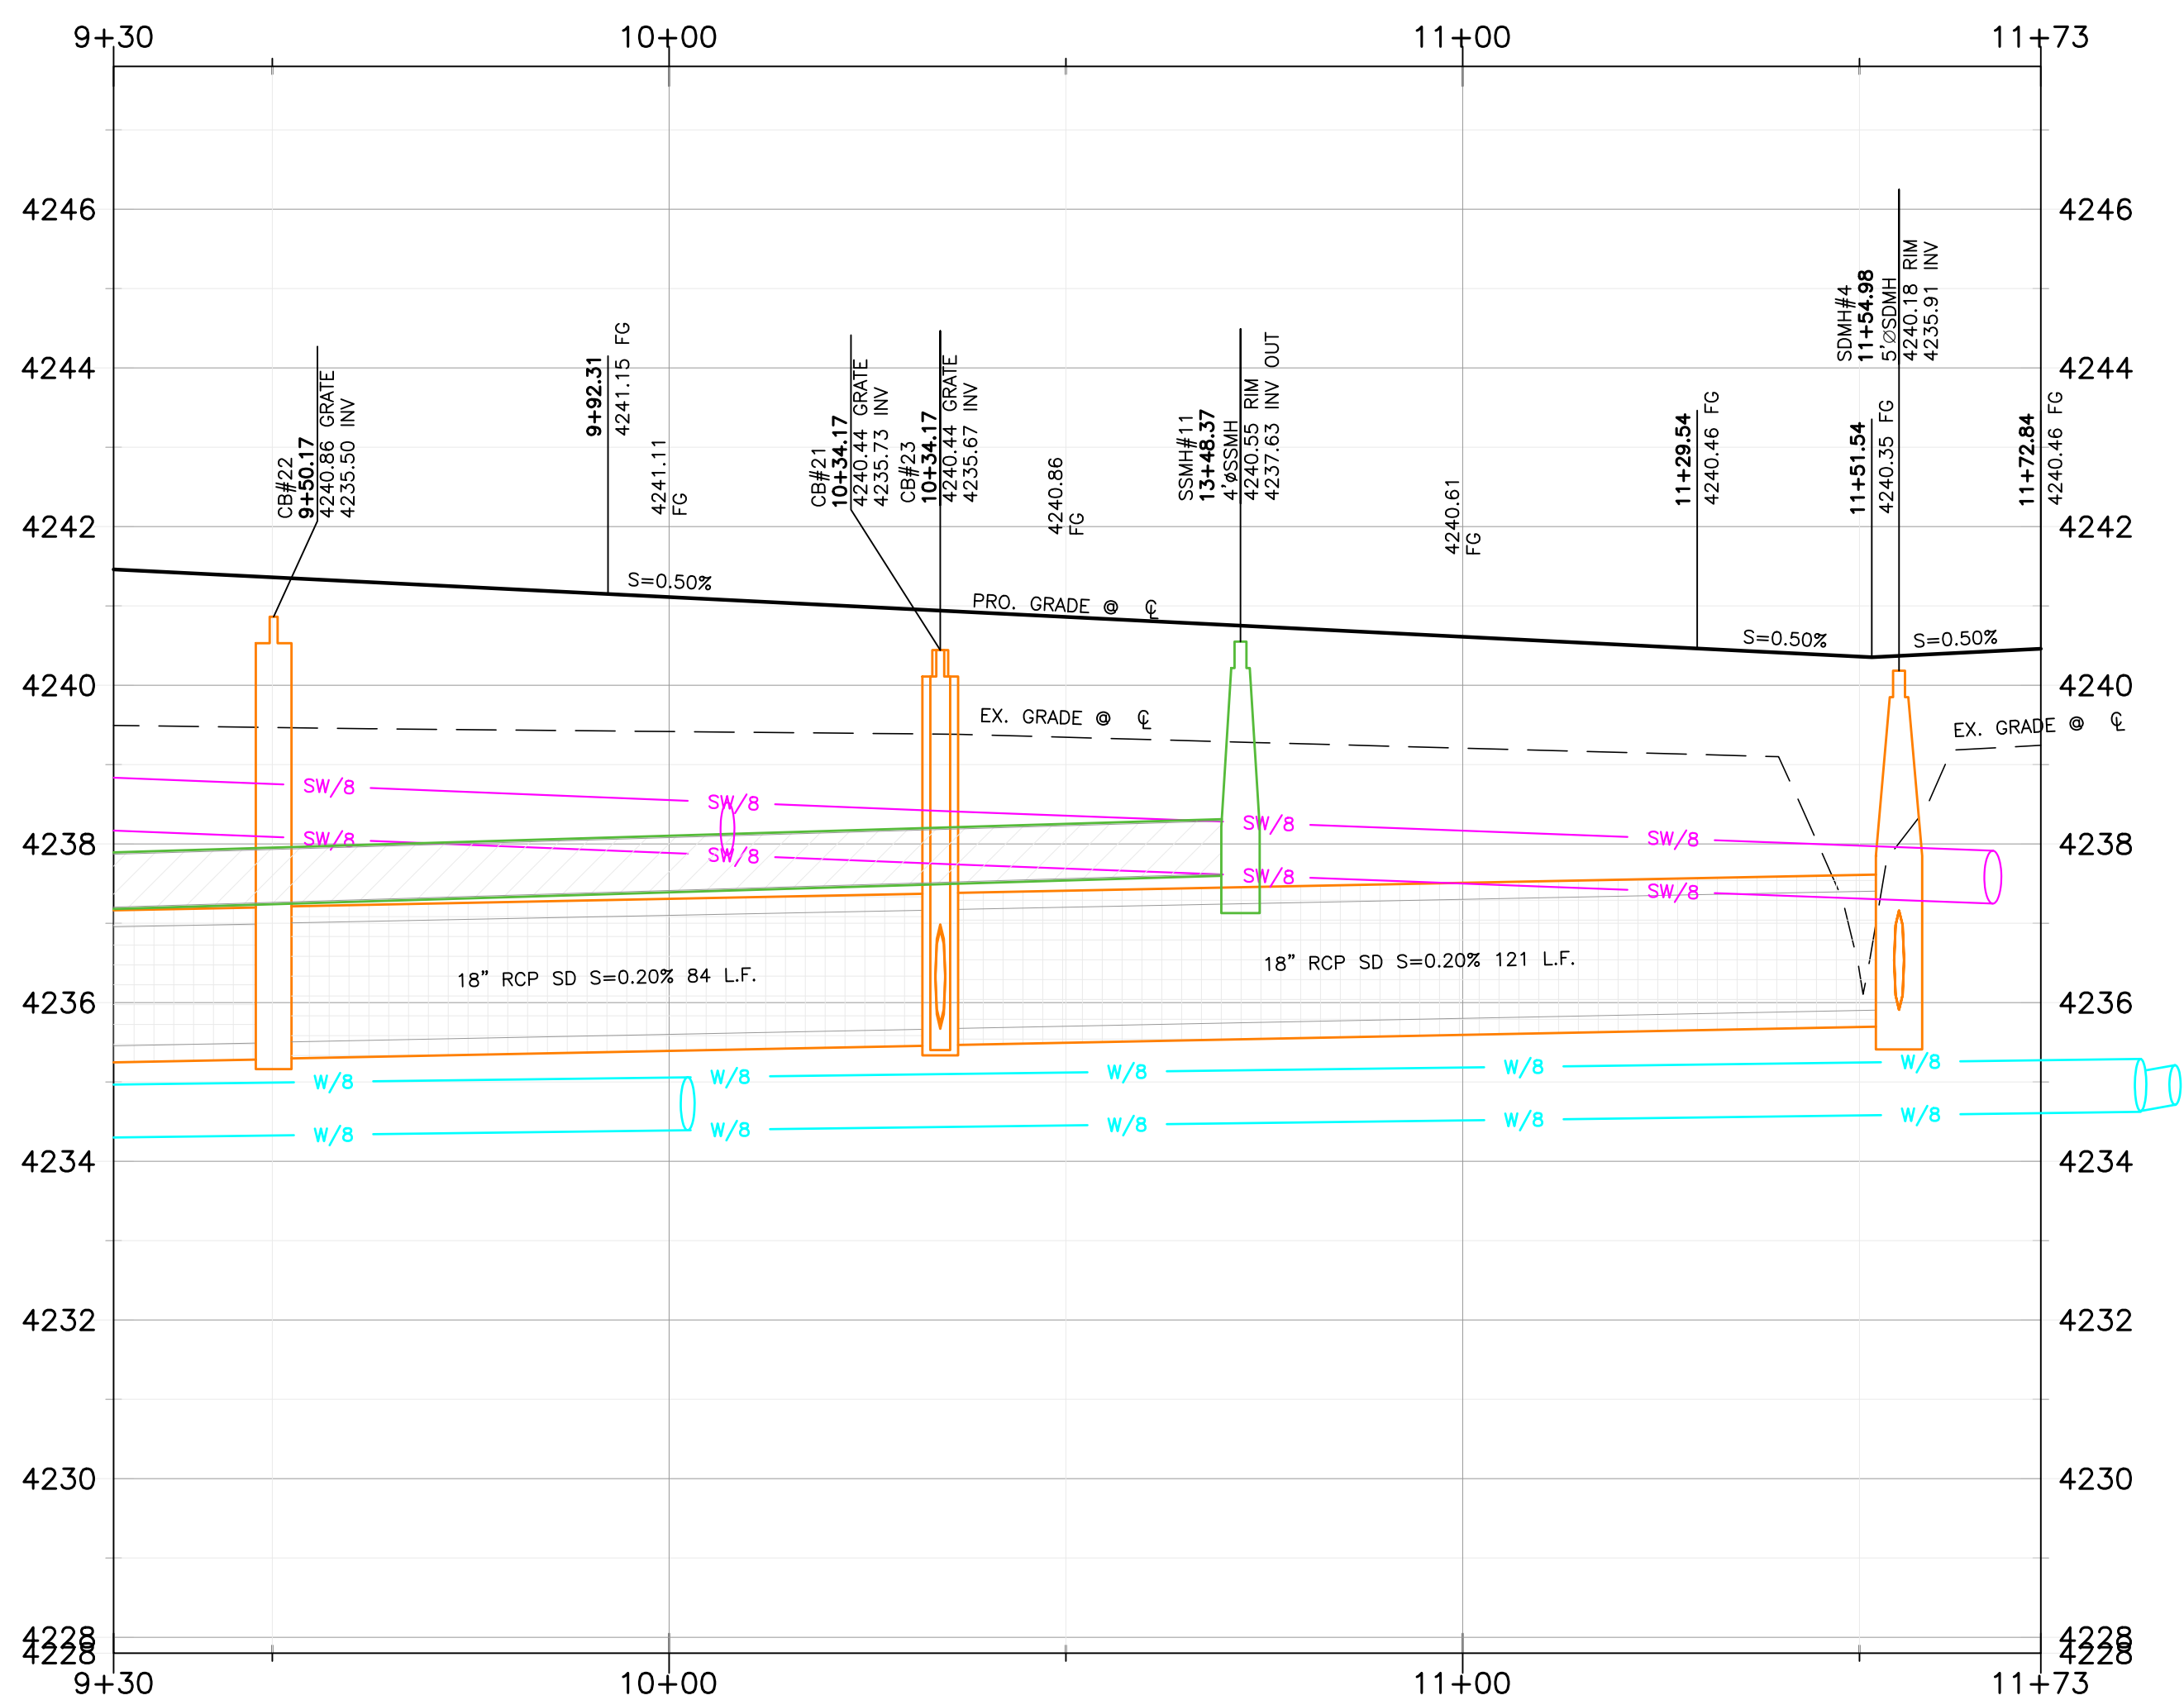 9+30
10+00
11+00
11+73
4246
4246
4244
4244
4242
4242
4240
4240
4238
4238
4236
4236
4234
4234
4232
4232
4230
4230
4228
4228
4228
4228
CB#22
9+50.17
4240.86 GRATE
4235.50 INV
9+92.31
4241.15 FG
4241.11
FG
CB#21
10+34.17
4240.44 GRATE
4235.73 INV
CB#23
10+34.17
4240.44 GRATE
4235.67 INV
4240.86
FG
SSMH#11
13+48.37
4'øSSMH
4240.55 RIM
4237.63 INV OUT
4240.61
FG
11+29.54
4240.46 FG
SDMH#4
11+54.98
5'∅SDMH
4240.18 RIM
4235.91 INV
11+51.54
4240.35 FG
11+72.84
4240.46 FG
S=0.50%
PRO. GRADE @ ℄
S=0.50%
S=0.50%
EX. GRADE @ ℄
EX. GRADE @ ℄
SW/8
SW/8
SW/8
SW/8
SW/8
SW/8
SW/8
SW/8
18" RCP SD S=0.20% 84 L.F.
18" RCP SD S=0.20% 121 L.F.
W/8
W/8
W/8
W/8
W/8
W/8
W/8
W/8
W/8
W/8
9+30
10+00
11+00
11+73